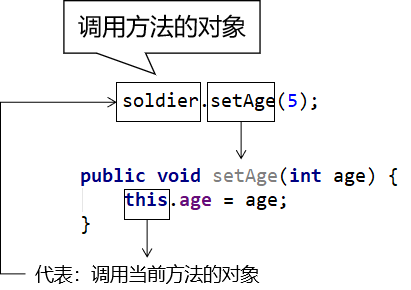 调用方法的对象
soldier.setAge(5);
public void setAge(int age) {
this.age = age;
}
代表：调用当前方法的对象